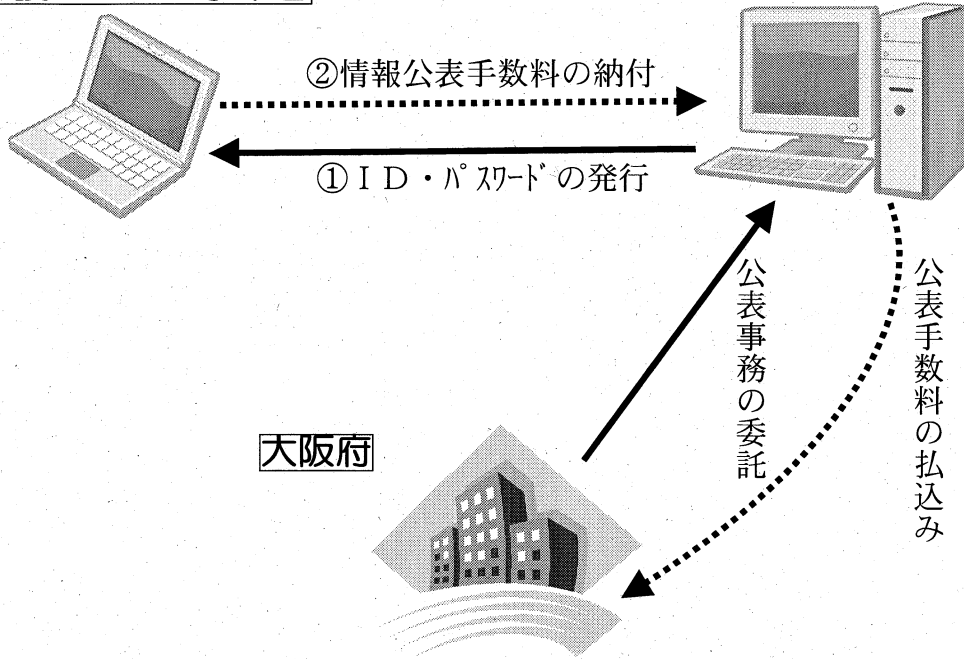 ②情報公表手数料の納付
①ＩＤ・ﾊﾟｽﾜｰﾄﾞの発行
公表事務の委託
公表手数料の払込み
大阪府